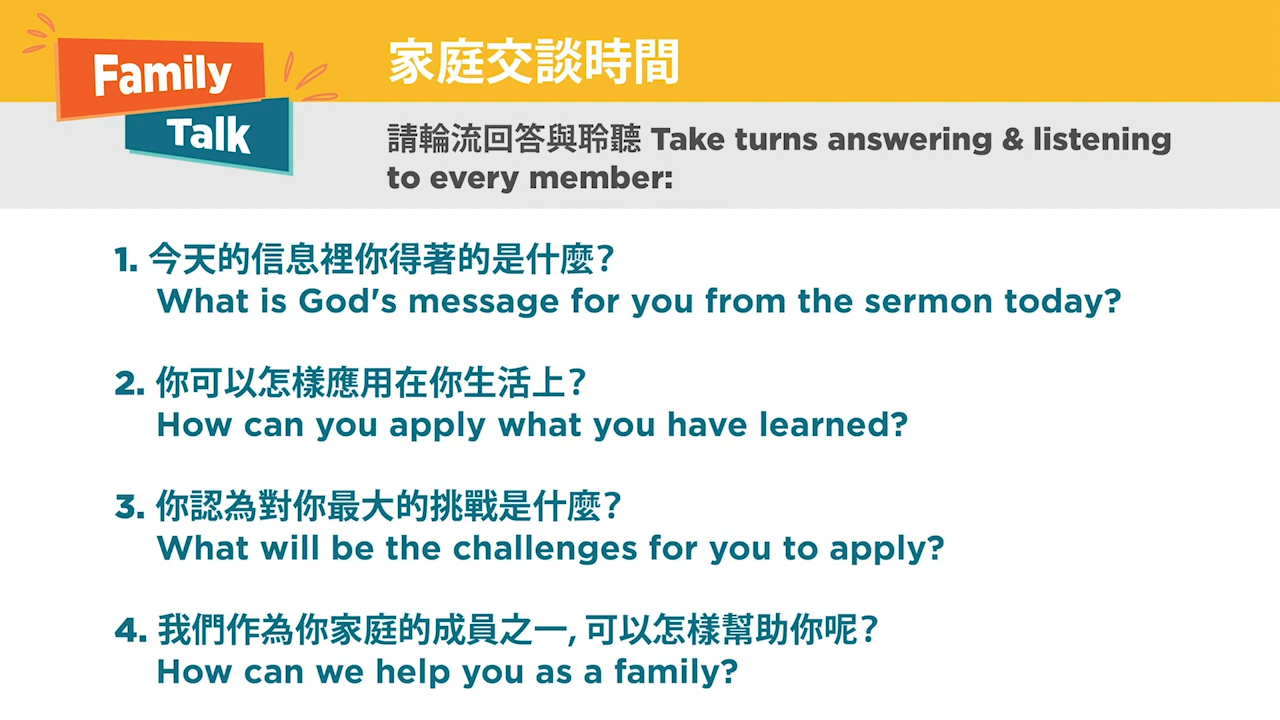 Family
Talk
家庭交談時間
請輪流回答與聆聽 Take turns answering & listening
to every member:
1. 今天的信息裡你得著的是什麼?
What is God's message for you from the sermon today?
2. 你可以怎樣應用在你生活上?
How can you apply what you have learned?
3. 你認為對你最大的挑戰是什麼?
What will be the challenges for you to apply?
4. 我們作為你家庭的成員之一, 可以怎樣幫助你呢?
How can we help you as a family?